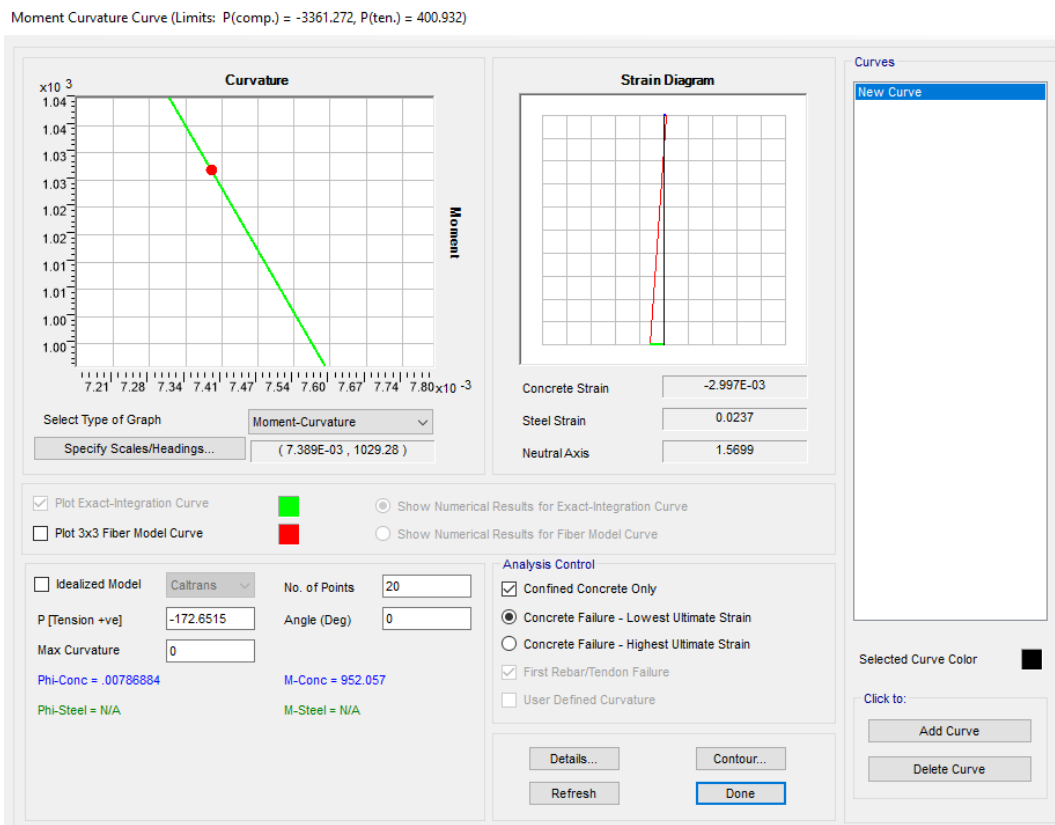 Moment Curvature Curve (Limits: P(comp.) = -3361.272, P(ten.) = 400.932)
Curvature
x10 3
1.04
1.04
1.03
1.03
1.02
1.02
1.01
1.01
1.00
1.00
Moment
7.21 7.28 7.34 7.41 7.47 7.54 7.60 7.67 7.74 7.80 x10 -3
Select Type of Graph
Moment-Curvature
Specify Scales/Headings...
( 7.389E-03 , 1029.28 )
Strain Diagram
Concrete Strain
-2.997E-03
Steel Strain
0.0237
Neutral Axis
1.5699
Curves
New Curve
Plot Exact-Integration Curve
Show Numerical Results for Exact-Integration Curve
Plot 3x3 Fiber Model Curve
Show Numerical Results for Fiber Model Curve
Idealized Model
Caltrans
No. of Points
20
P [Tension +ve]
-172.6515
Angle (Deg)
0
Max Curvature
0
Phi-Conc = .00786884
M-Conc = 952.057
Phi-Steel = N/A
M-Steel = N/A
Analysis Control
Confined Concrete Only
Concrete Failure - Lowest Ultimate Strain
Concrete Failure - Highest Ultimate Strain
First Rebar/Tendon Failure
User Defined Curvature
Details...
Contour...
Refresh
Done
Selected Curve Color
Click to:
Add Curve
Delete Curve